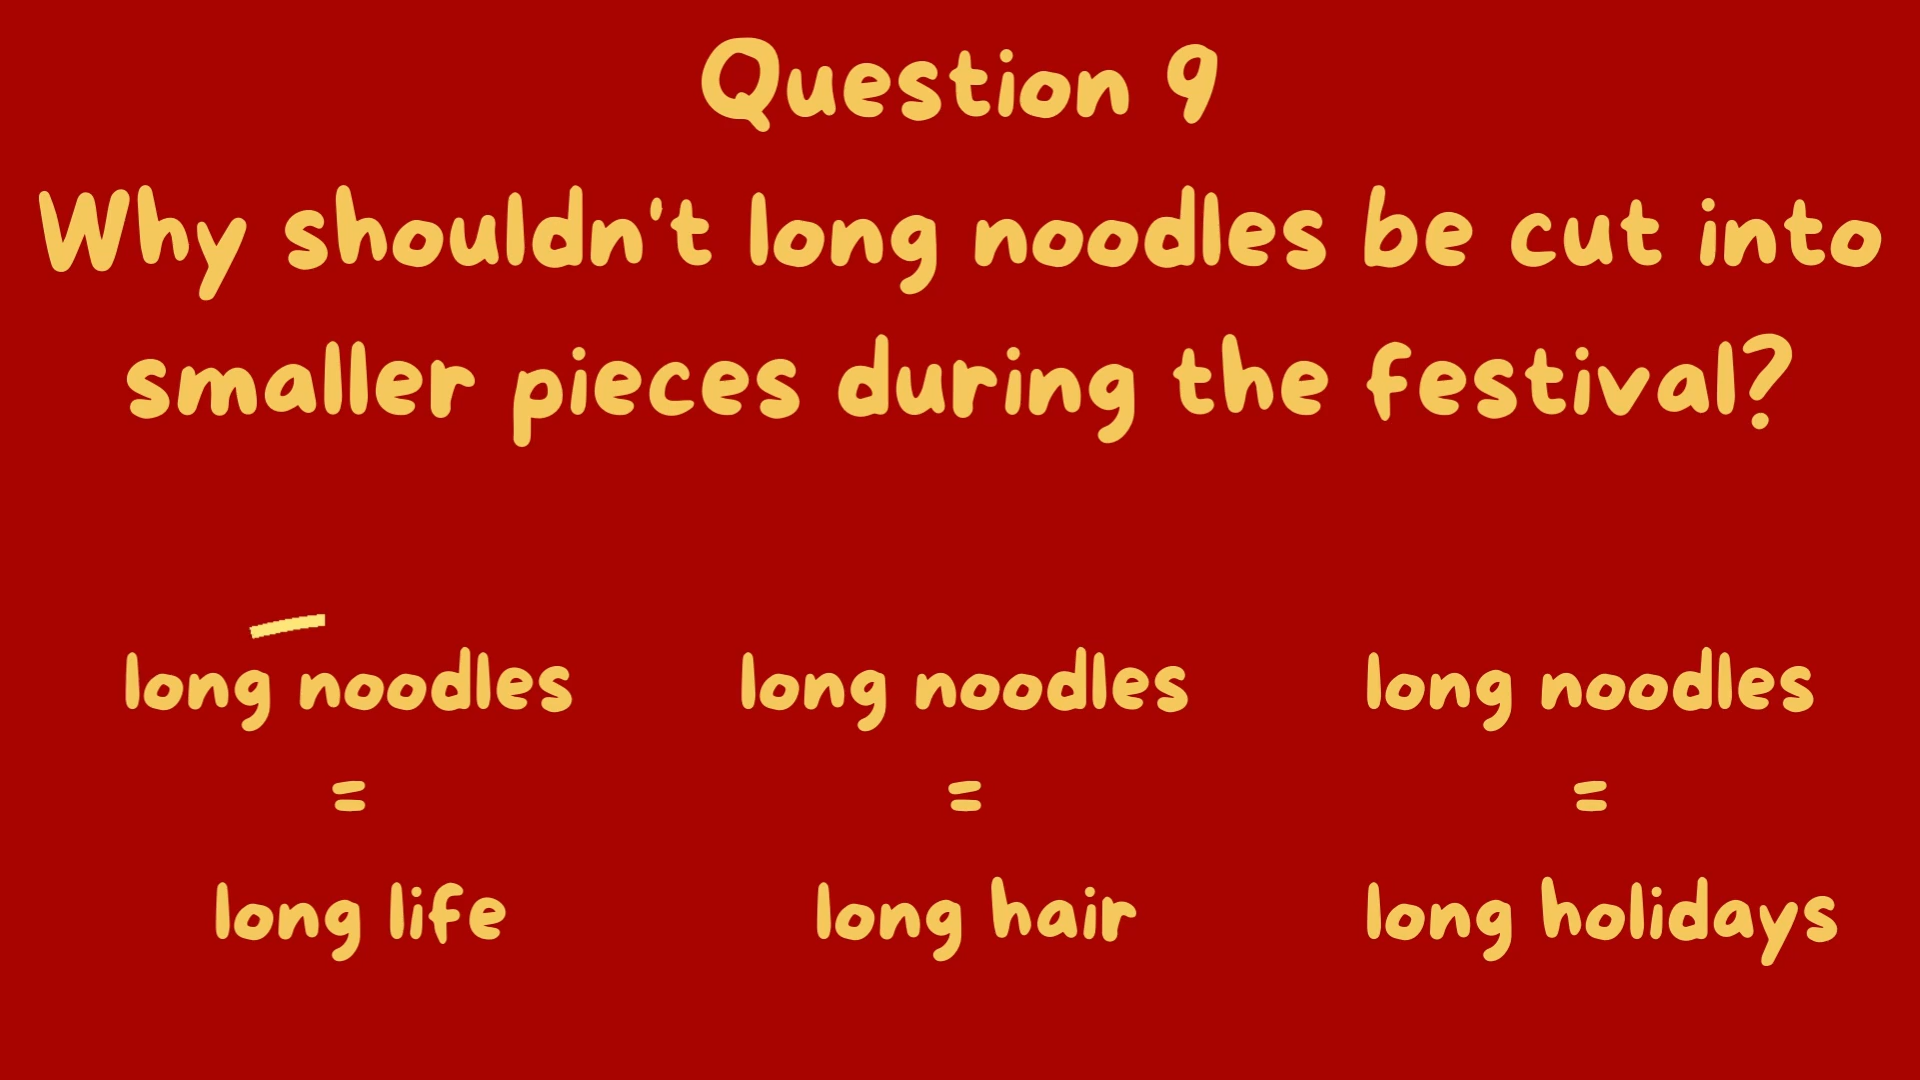 Question 9
Why shouldn't long noodles be cut into
smaller pieces during the festival?
long noodles
=
long life
long noodles
=
long hair
long noodles
=
long holidays